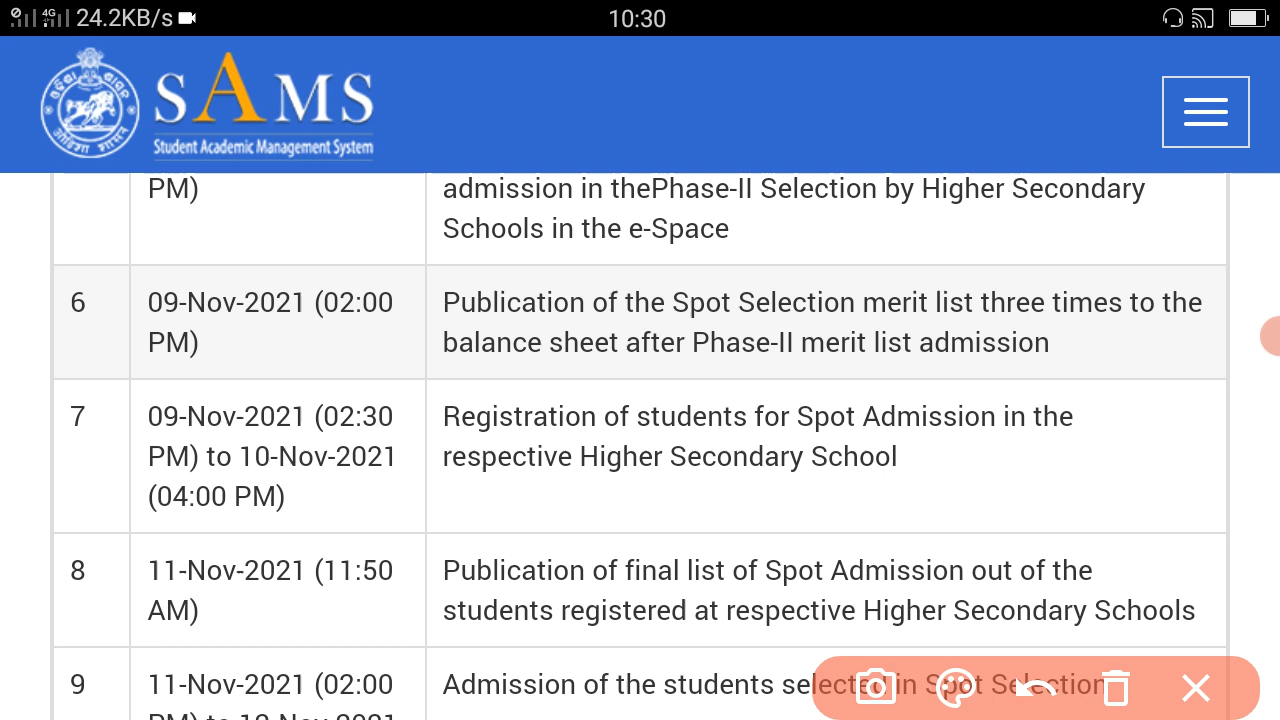 4G 24.2KB/s 10:30
SAMS
Student Academic Management System
PM) admission in thePhase-II Selection by Higher Secondary
Schools in the e-Space
6 09-Nov-2021 (02:00 Publication of the Spot Selection merit list three times to the
PM) balance sheet after Phase-II merit list admission
7 09-Nov-2021 (02:30 Registration of students for Spot Admission in the
PM) to 10-Nov-2021 respective Higher Secondary School
(04:00 PM)
8 11-Nov-2021 (11:50 Publication of final list of Spot Admission out of the
AM) students registered at respective Higher Secondary Schools
9 11-Nov-2021 (02:00 Admission of the students selected in Spot Selection